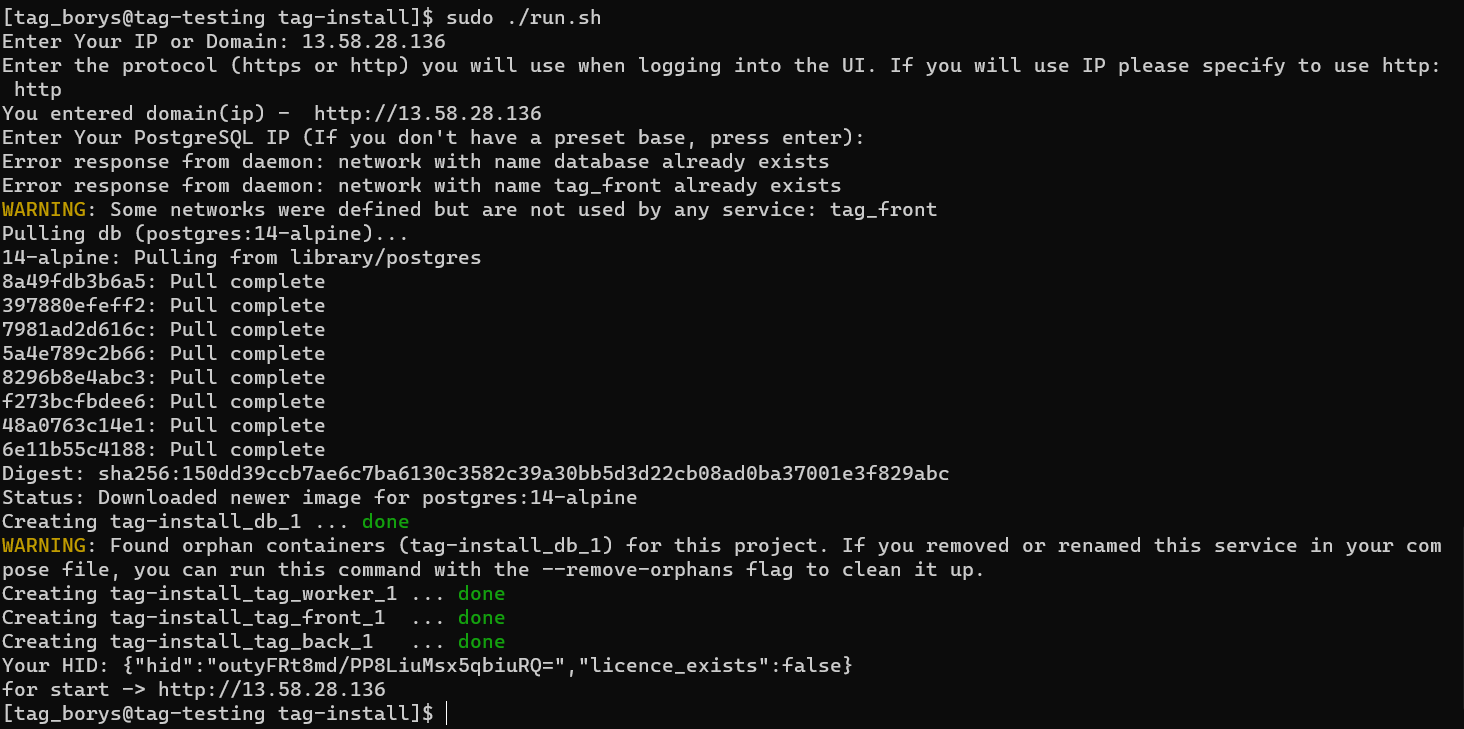 [tag_borys@tag-testing tag-install]$ sudo ./run.sh
Enter Your IP or Domain: 13.58.28.136
Enter the protocol (https or http) you will use when logging into the UI. If you will use IP please specify to use http:
 http
You entered domain(ip) -  http://13.58.28.136
Enter Your PostgreSQL IP (If you don't have a preset base, press enter):
Error response from daemon: network with name database already exists
Error response from daemon: network with name tag_front already exists
WARNING: Some networks were defined but are not used by any service: tag_front
Pulling db (postgres:14-alpine)...
14-alpine: Pulling from library/postgres
8a49fdb3b6a5: Pull complete
397880efeff2: Pull complete
7981ad2d616c: Pull complete
5a4e789c2b66: Pull complete
8296b8e4abc3: Pull complete
f273bcfbdee6: Pull complete
48a0763c14e1: Pull complete
6e11b55c4188: Pull complete
Digest: sha256:150dd39ccb7ae6c7ba6130c3582c39a30bb5d3d22cb08ad0ba37001e3f829abc
Status: Downloaded newer image for postgres:14-alpine
Creating tag-install_db_1 ... done
WARNING: Found orphan containers (tag-install_db_1) for this project. If you removed or renamed this service in your com
pose file, you can run this command with the --remove-orphans flag to clean it up.
Creating tag-install_tag_worker_1 ... done
Creating tag-install_tag_front_1  ... done
Creating tag-install_tag_back_1   ... done
Your HID: {"hid":"outyFRt8md/PP8LiuMsx5qbiuRQ=","licence_exists":false}
for start -> http://13.58.28.136
[tag_borys@tag-testing tag-install]$